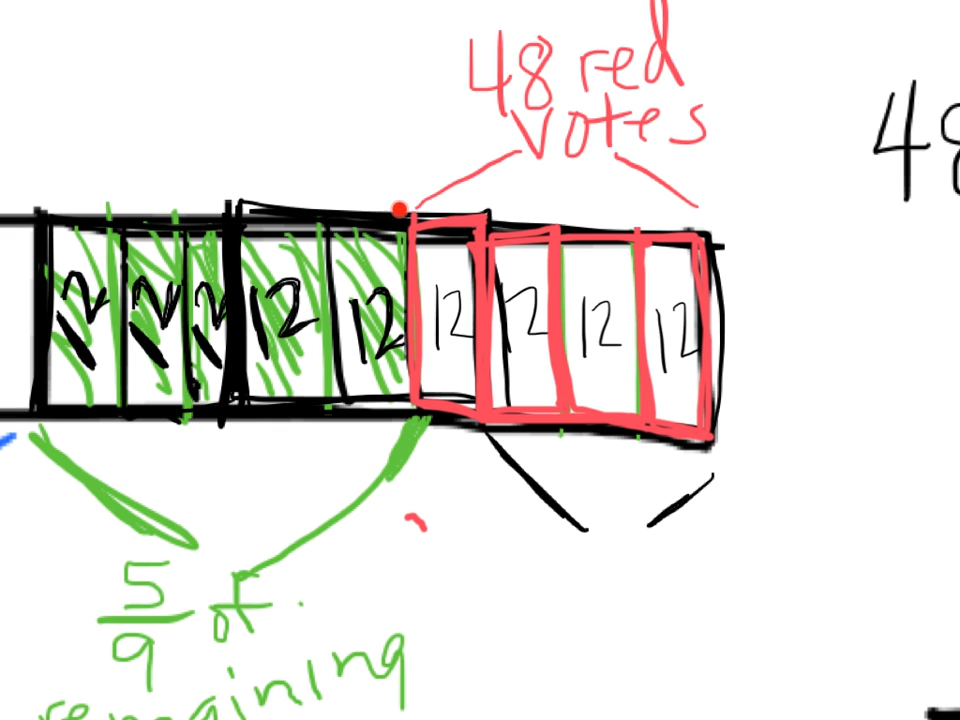 48 red
votes
48
12 12 12 12 12 12 12 12 12
5/9 of
remaining